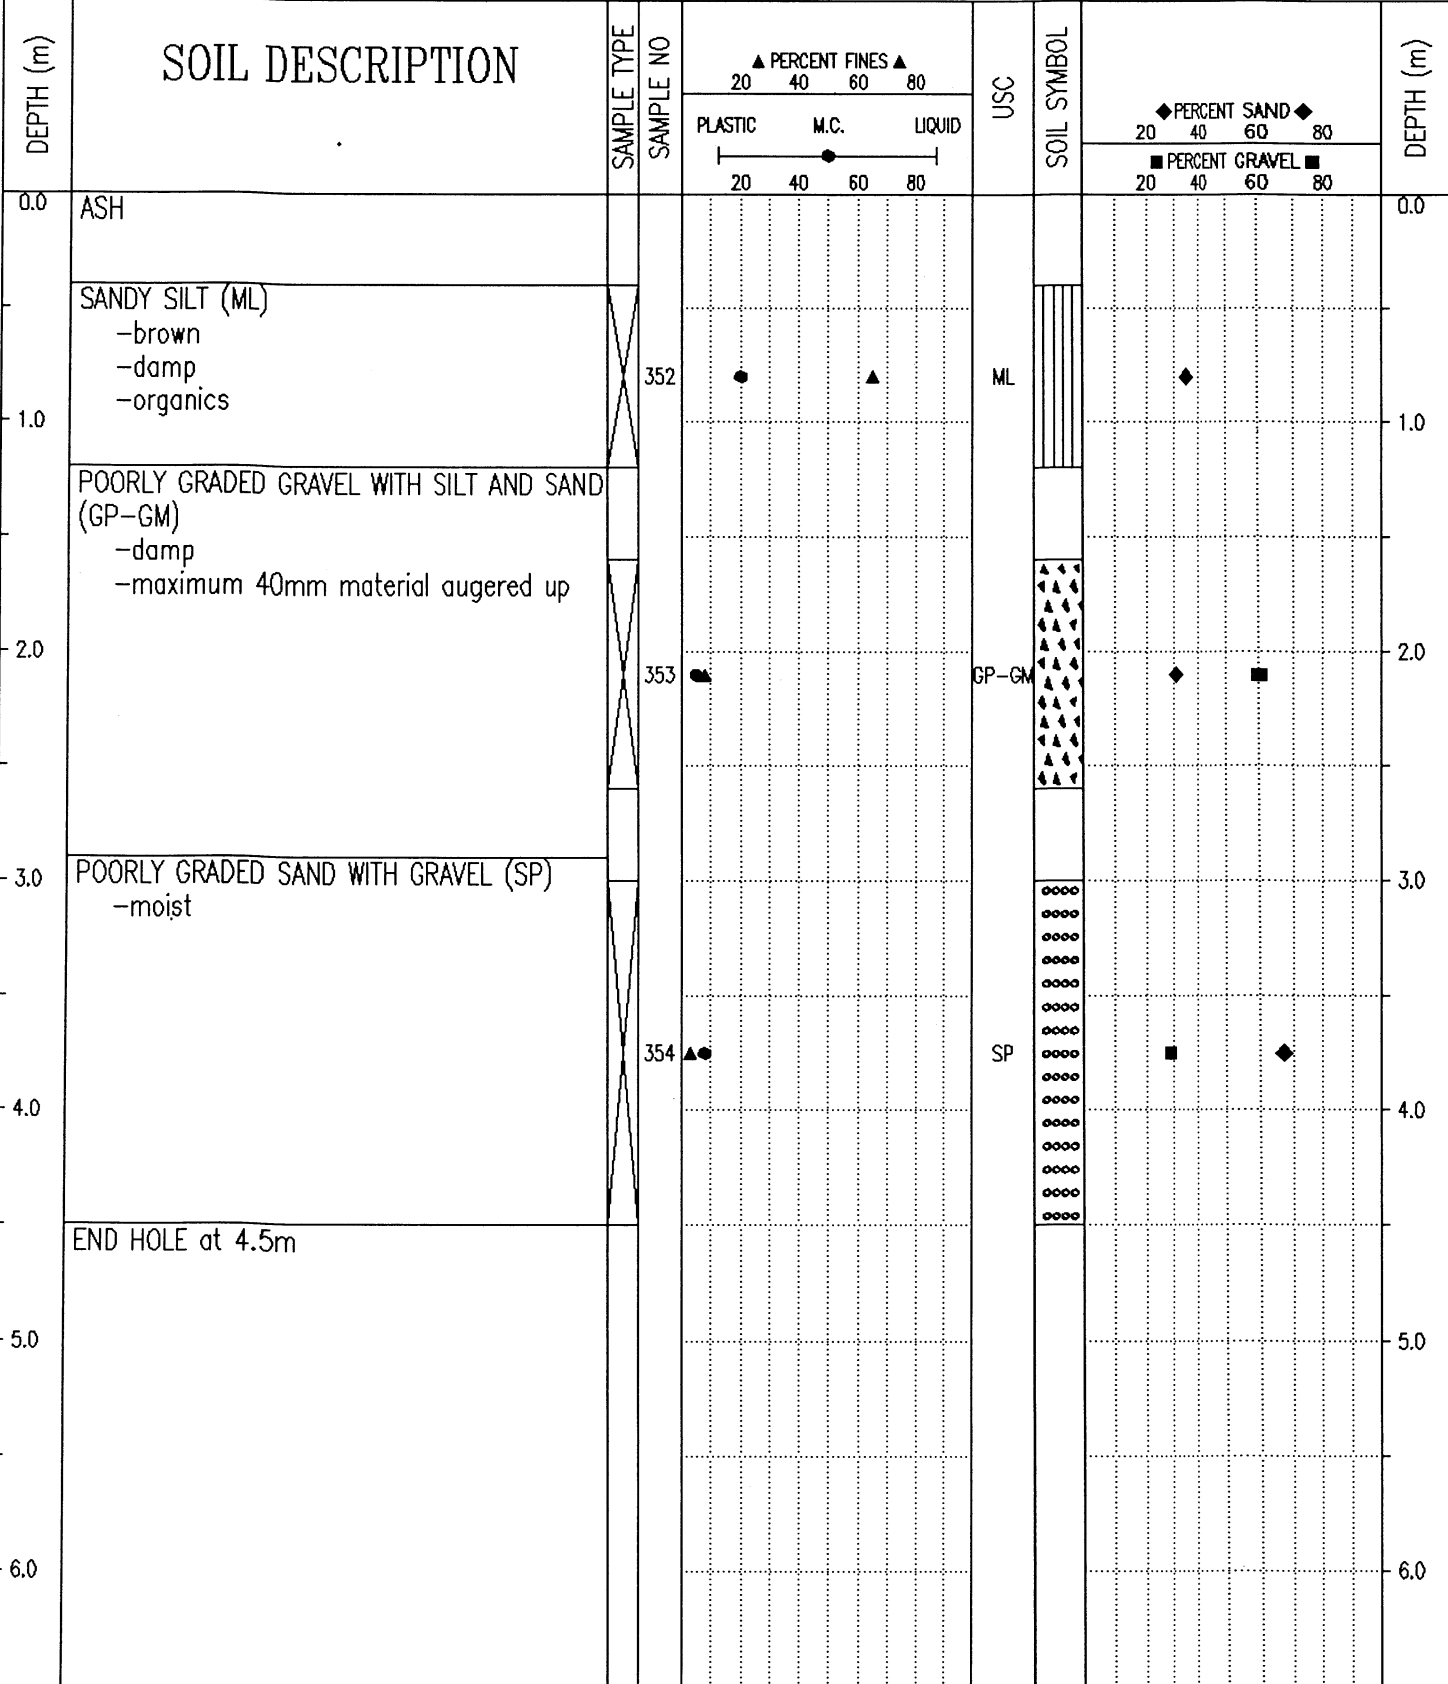 DEPTH (m)
SOIL DESCRIPTION
SAMPLE TYPE
SAMPLE NO
▲ PERCENT FINES ▲
20 40 60 80
PLASTIC M.C. LIQUID
20 40 60 80
USC
SOIL SYMBOL
◆PERCENT SAND◆
20 40 60 80
■ PERCENT GRAVEL ■
20 40 60 80
DEPTH (m)
0.0 ASH 0.0
SANDY SILT (ML)
-brown
-damp
352 ML
-organics
1.0 1.0
POORLY GRADED GRAVEL WITH SILT AND SAND
(GP-GM)
-damp
-maximum 40mm material augered up
2.0 2.0
353 GP-GM
3.0 POORLY GRADED SAND WITH GRAVEL (SP) 3.0
-moist
354 SP
4.0 4.0
END HOLE at 4.5m
5.0 5.0
6.0 6.0